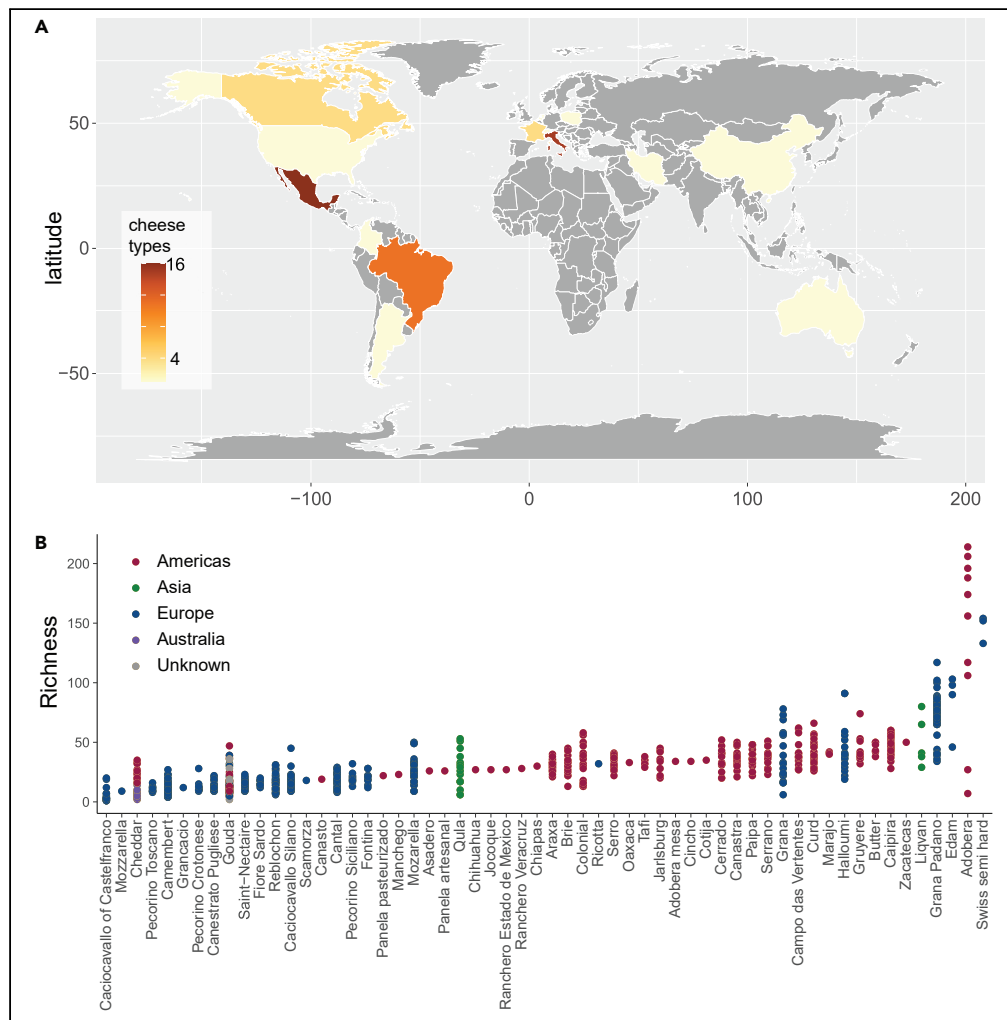 A
50
0
−50
latitude
cheese
types
16
4
−100
0
100
200
B
200
150
100
50
0
Richness
Americas
Asia
Europe
Australia
Unknown
Caciocavallo of Castelfranco
Mozzarella
Cheddar
Pecorino Toscano
Camembert
Grancacio
Pecorino Crotonese
Canestrato Pugliese
Gouda
Saint−Nectaire
Fiore Sardo
Reblochon
Caciocavallo Silano
Scamorza
Canasto
Cantal
Pecorino Siciliano
Fontina
Panela pasteurizado
Manchego
Mozarella
Asadero
Panela artesanal
Qula
Chihuahua
Jocoque
Ranchero Estado de Mexico
Ranchero Veracruz
Chiapas
Araxa
Brie
Colonial
Ricotta
Serro
Oaxaca
Tafi
Jarlsburg
Adobera mesa
Cincho
Cotija
Cerrado
Canastra
Paipa
Serrano
Grana
Campo das Vertentes
Curd
Marajo
Halloumi
Gruyere
Butter
Caipira
Zacatecas
Liqvan
Grana Padano
Edam
Adobera
Swiss semi hard